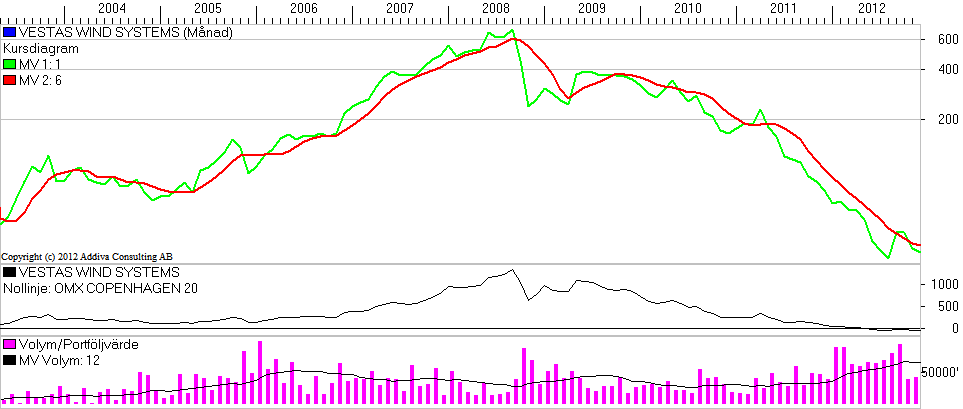 2004 2005 2006 2007 2008 2009 2010 2011 2012
VESTAS WIND SYSTEMS (Månad)
Kursdiagram
MV 1: 1
MV 2: 6
600
400
200
Copyright (c) 2012 Addiva Consulting AB
VESTAS WIND SYSTEMS
Nollinje: OMX COPENHAGEN 20
1000
500
0
Volym/Portföljvärde
MV Volym: 12
50000'